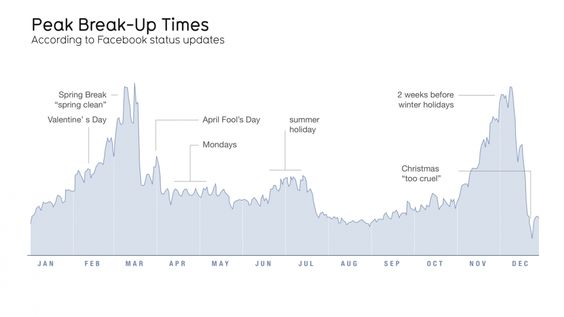 Peak Break-Up Times
According to Facebook status updates
Spring Break
“spring clean”
Valentine’ s Day
April Fool’s Day
Mondays
summer
holiday
2 weeks before
winter holidays
Christmas
“too cruel”
JAN FEB MAR APR MAY JUN JUL AUG SEP OCT NOV DEC